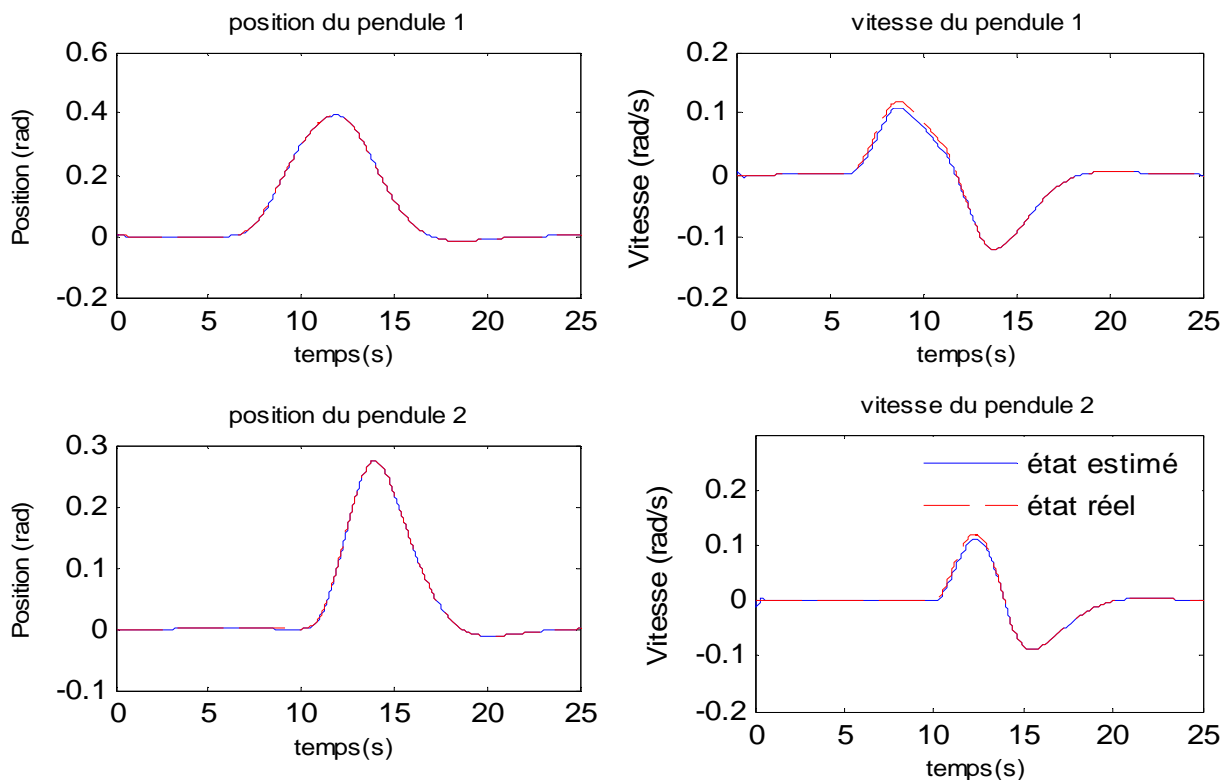 position du pendule 1
0.6
0.4
0.2
0
-0.2
Position (rad)
0 5 10 15 20 25
temps(s)
vitesse du pendule 1
0.2
0.1
0
-0.1
-0.2
Vitesse (rad/s)
0 5 10 15 20 25
temps(s)
position du pendule 2
0.3
0.2
0.1
0
-0.1
Position (rad)
0 5 10 15 20 25
temps(s)
vitesse du pendule 2
0.2
0.1
0
-0.1
-0.2
Vitesse (rad/s)
état estimé
état réel
0 5 10 15 20 25
temps(s)